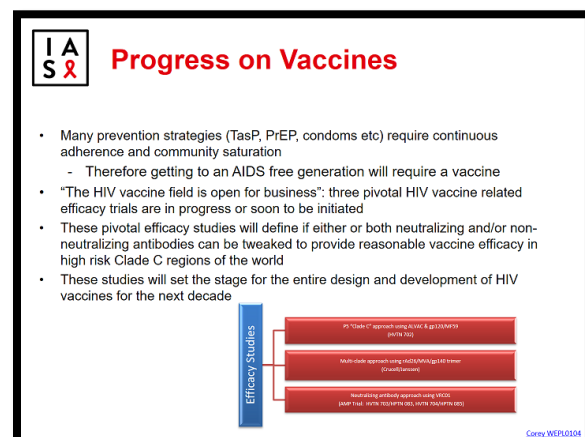 I A
S
Progress on Vaccines
• Many prevention strategies (TasP, PrEP, condoms etc) require continuous
adherence and community saturation
- Therefore getting to an AIDS free generation will require a vaccine
• “The HIV vaccine field is open for business”: three pivotal HIV vaccine related
efficacy trials are in progress or soon to be initiated
• These pivotal efficacy studies will define if either or both neutralizing and/or non-
neutralizing antibodies can be tweaked to provide reasonable vaccine efficacy in
high risk Clade C regions of the world
• These studies will set the stage for the entire design and development of HIV
vaccines for the next decade
Efficacy Studies
P5 "Clade C" approach using ALVAC & gp120/MF59
(HVTN 702)
Multi-clade approach using rAd26/MVA/gp140 trimer
(Crucell/Janssen)
Neutralizing antibody approach using VRC01
(AMP Trial: HVTN 703/HPTN 081, HVTN 704/HPTN 085)
Corey WEPL0104